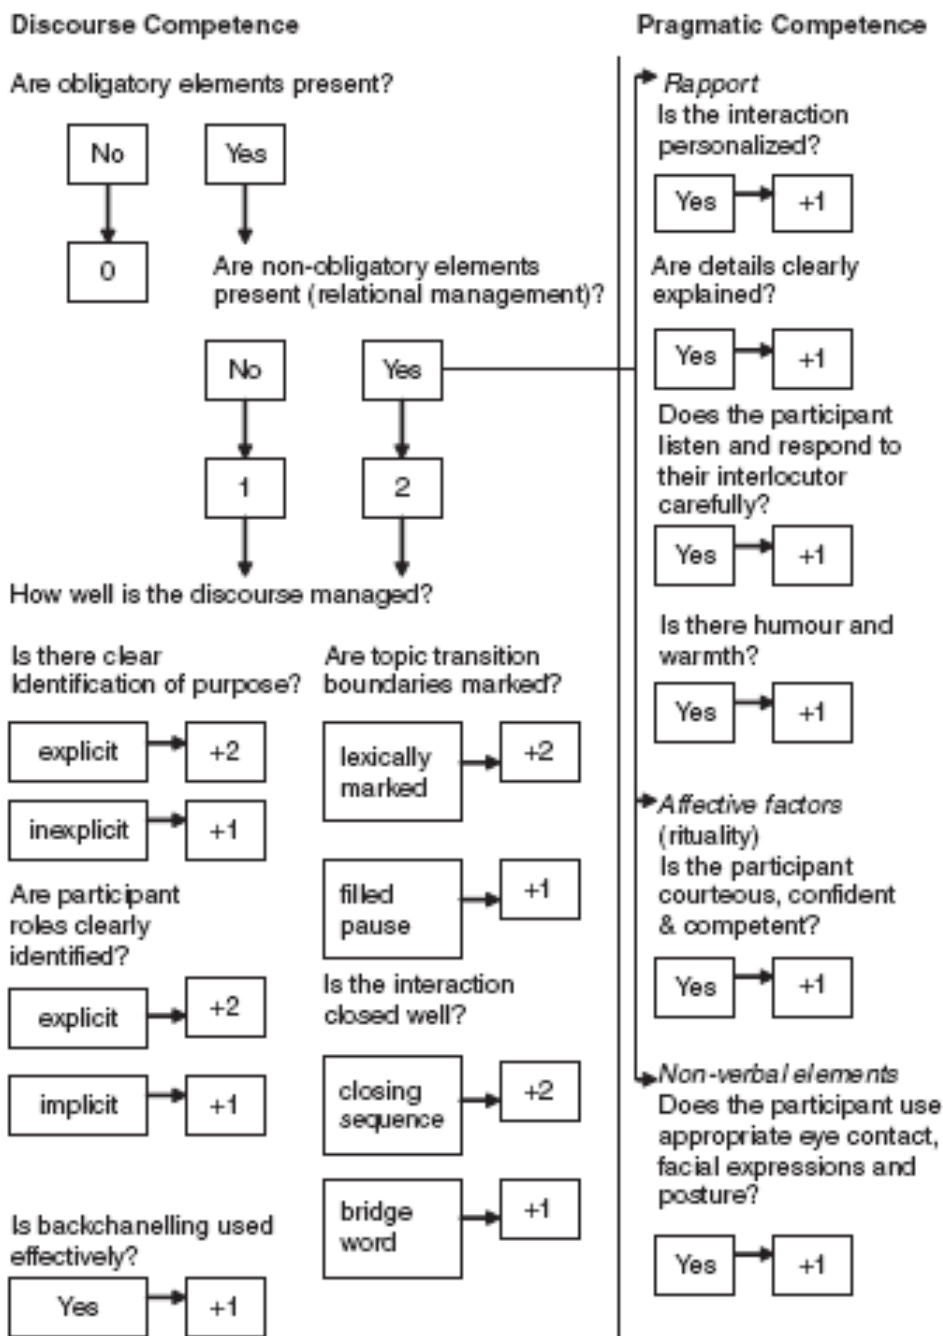 Discourse Competence
Are obligatory elements present?
No
Yes
0
Are non-obligatory elements
present (relational management)?
No
Yes
1
2
How well is the discourse managed?
Is there clear
Identification of purpose?
explicit
+2
inexplicit
+1
Are participant
roles clearly
identified?
explicit
+2
implicit
+1
Is backchanelling used
effectively?
Yes
+1
Are topic transition
boundaries marked?
lexically
marked
+2
filled
pause
+1
Is the interaction
closed well?
closing
sequence
+2
bridge
word
+1
Pragmatic Competence
Rapport
Is the interaction
personalized?
Yes
+1
Are details clearly
explained?
Yes
+1
Does the participant
listen and respond to
their interlocutor
carefully?
Yes
+1
Is there humour and
warmth?
Yes
+1
Affective factors
(rituality)
Is the participant
courteous, confident
& competent?
Yes
+1
Non-verbal elements
Does the participant use
appropriate eye contact,
facial expressions and
posture?
Yes
+1